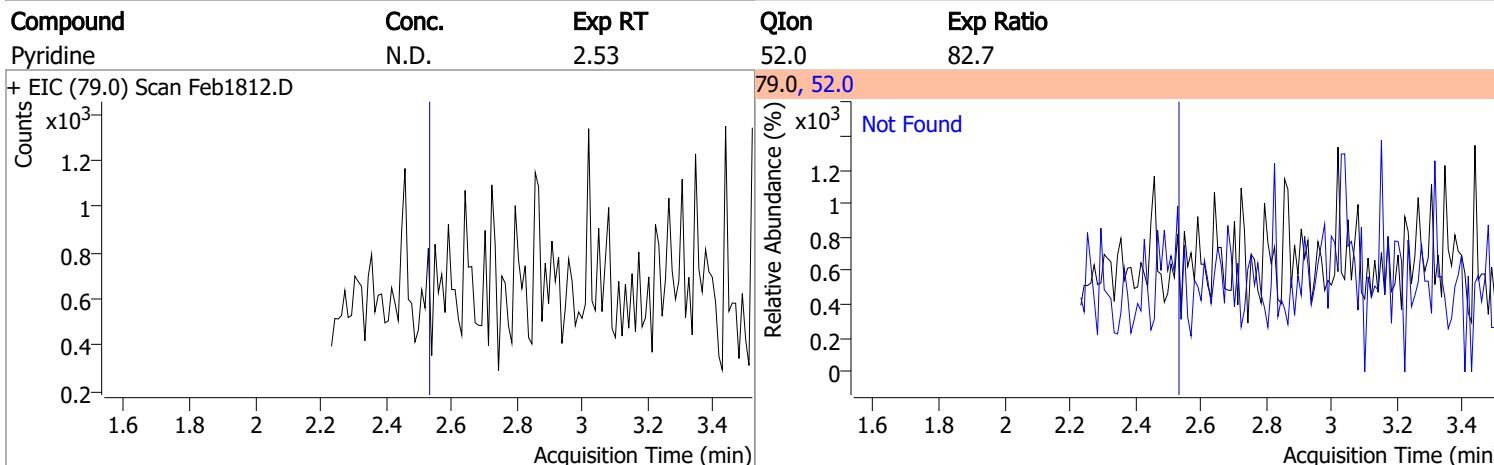 Compound Conc. Exp RT QIon Exp Ratio
Pyridine N.D. 2.53 52.0 82.7
+ EIC (79.0) Scan Feb1812.D
Counts
x10³
1.2
1
0.8
0.6
0.4
0.2
1.6 1.8 2 2.2 2.4 2.6 2.8 3 3.2 3.4
Acquisition Time (min)
79.0, 52.0
Relative Abundance (%)
x10³
Not Found
1.2
1
0.8
0.6
0.4
0.2
0
1.6 1.8 2 2.2 2.4 2.6 2.8 3 3.2 3.4
Acquisition Time (min